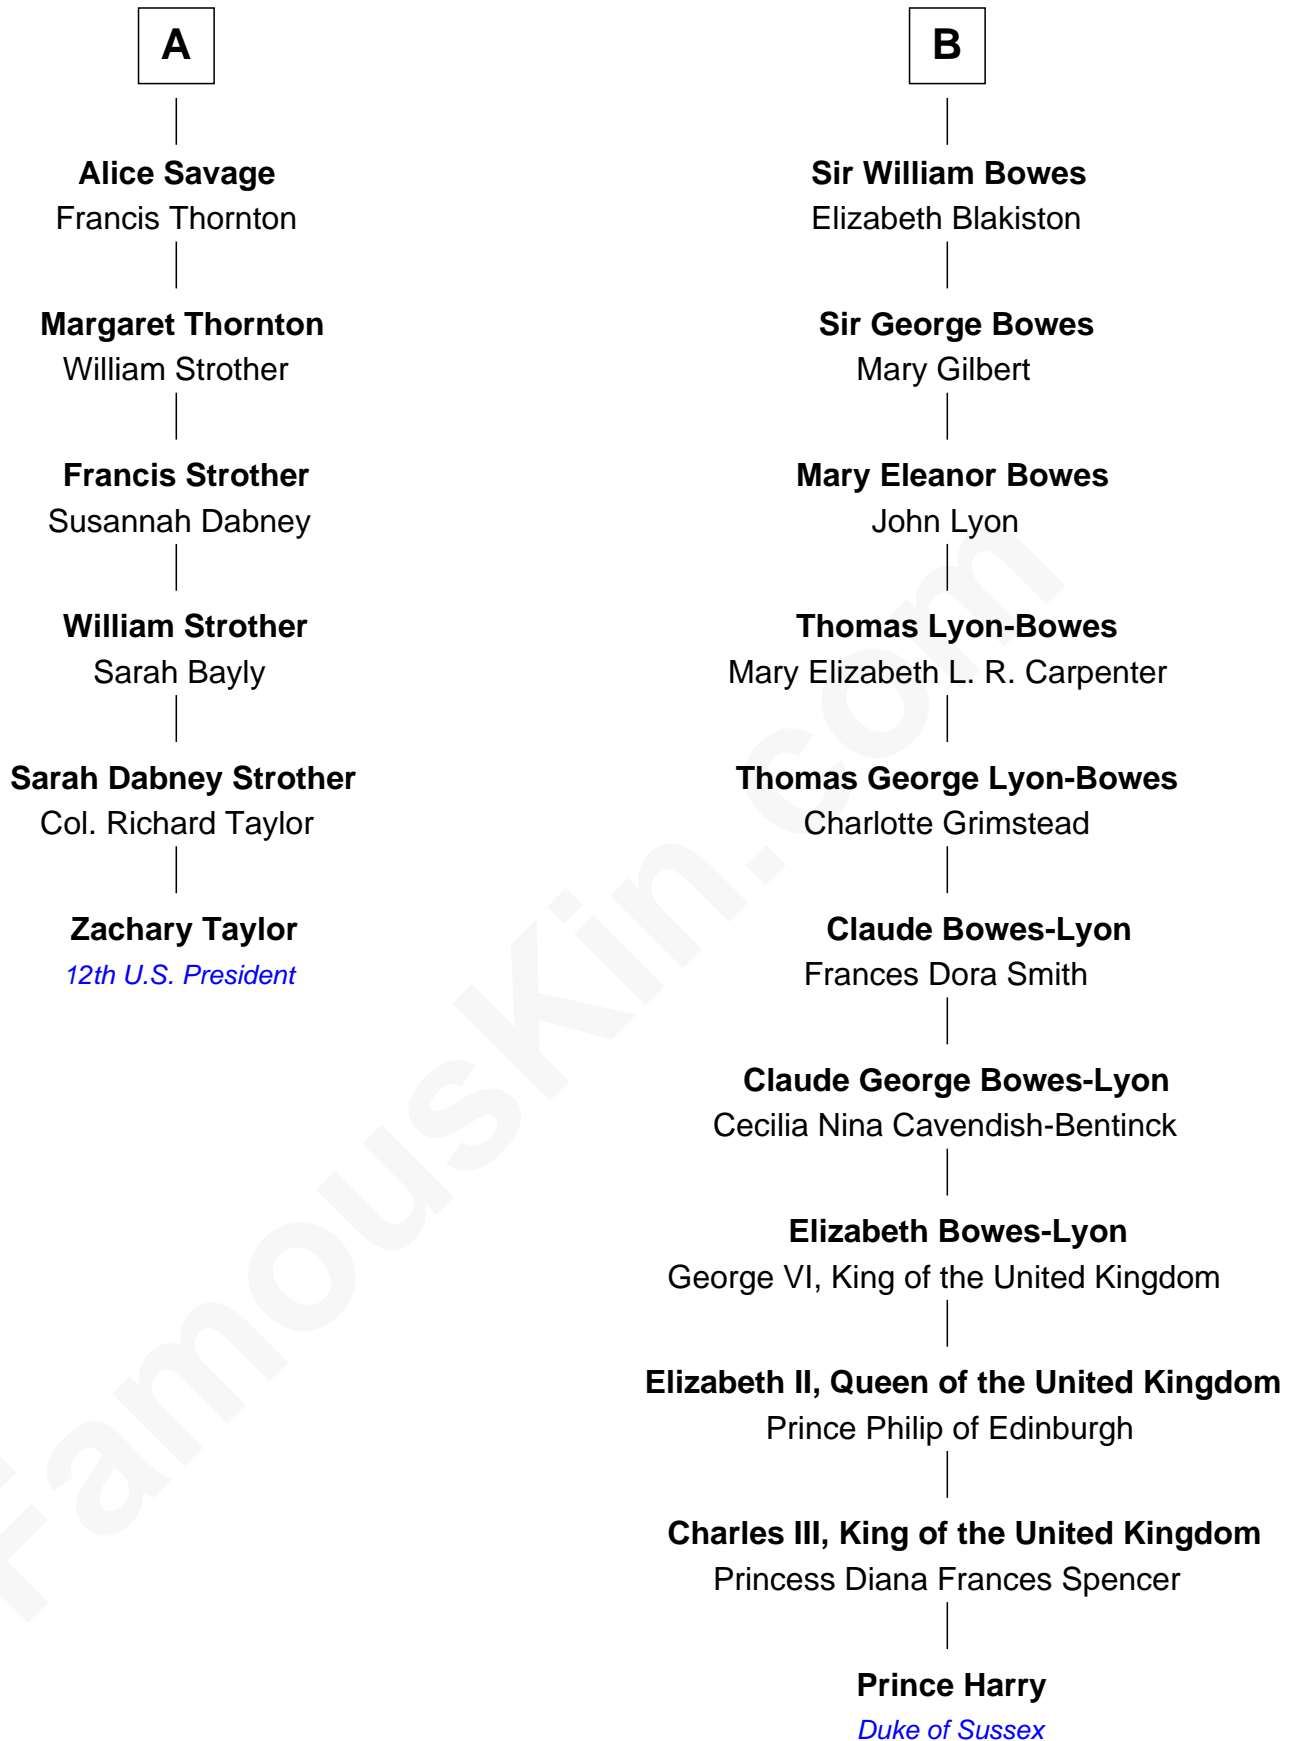 A
Alice Savage
Francis Thornton
Margaret Thornton
William Strother
Francis Strother
Susannah Dabney
William Strother
Sarah Bayly
Sarah Dabney Strother
Col. Richard Taylor
Zachary Taylor
12th U.S. President
B
Sir William Bowes
Elizabeth Blakiston
Sir George Bowes
Mary Gilbert
Mary Eleanor Bowes
John Lyon
Thomas Lyon-Bowes
Mary Elizabeth L. R. Carpenter
Thomas George Lyon-Bowes
Charlotte Grimstead
Claude Bowes-Lyon
Frances Dora Smith
Claude George Bowes-Lyon
Cecilia Nina Cavendish-Bentinck
Elizabeth Bowes-Lyon
George VI, King of the United Kingdom
Elizabeth II, Queen of the United Kingdom
Prince Philip of Edinburgh
Charles III, King of the United Kingdom
Princess Diana Frances Spencer
Prince Harry
Duke of Sussex
FamousKin.com